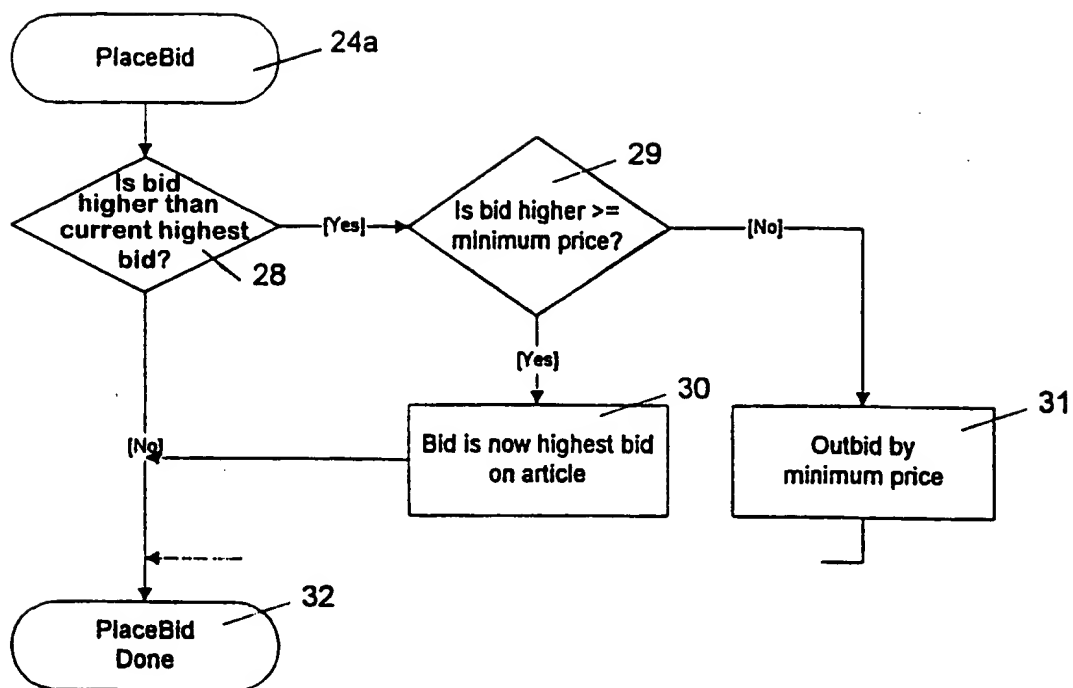 PlaceBid
24a
Is bid
higher than
current highest
bid?
28
[Yes]
29
Is bid higher >=
minimum price?
[No]
[Yes]
30
Bid is now highest bid
on article
31
Outbid by
minimum price
[No]
32
PlaceBid
Done